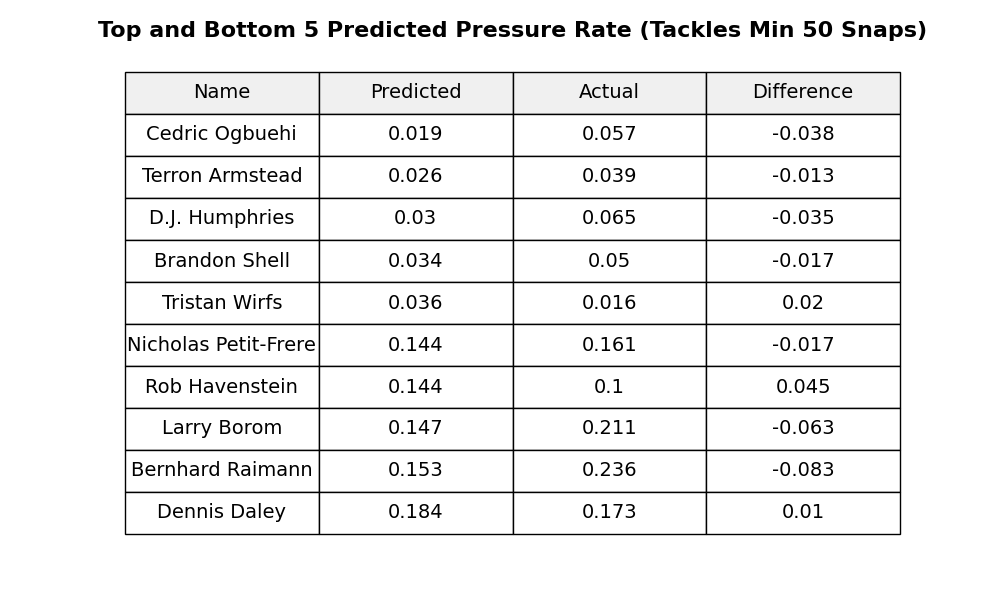 Top and Bottom 5 Predicted Pressure Rate (Tackles Min 50 Snaps)
Name Predicted Actual Difference
Cedric Ogbuehi 0.019 0.057 -0.038
Terron Armstead 0.026 0.039 -0.013
D.J. Humphries 0.03 0.065 -0.035
Brandon Shell 0.034 0.05 -0.017
Tristan Wirfs 0.036 0.016 0.02
Nicholas Petit-Frere 0.144 0.161 -0.017
Rob Havenstein 0.144 0.1 0.045
Larry Borom 0.147 0.211 -0.063
Bernhard Raimann 0.153 0.236 -0.083
Dennis Daley 0.184 0.173 0.01